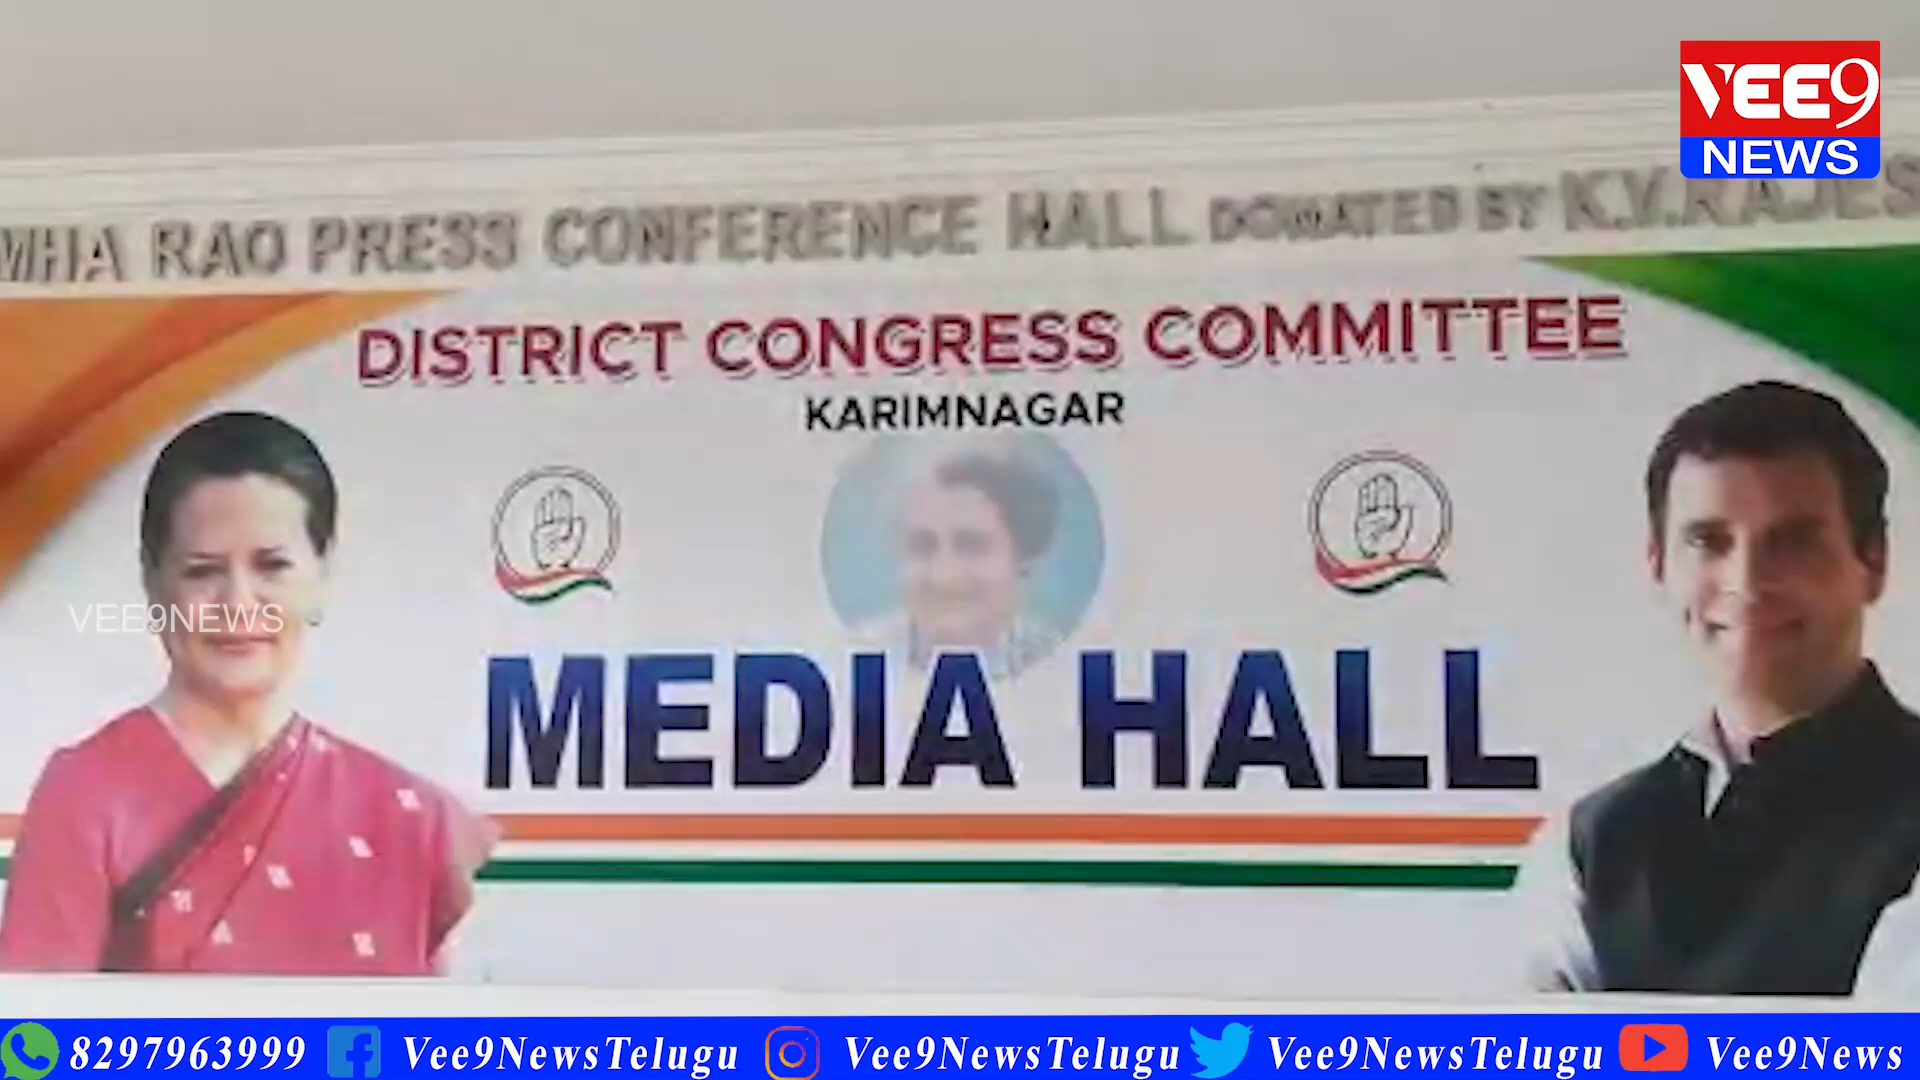 VEE9
NEWS
RAO PRESS CONFERENCE HALL DONATED BY
DISTRICT CONGRESS COMMITTEE
KARIMNAGAR
VEE9NEWS
MEDIA HALL
8297963999 Vee9NewsTelugu Vee9NewsTelugu Vee9NewsTelugu Vee9News